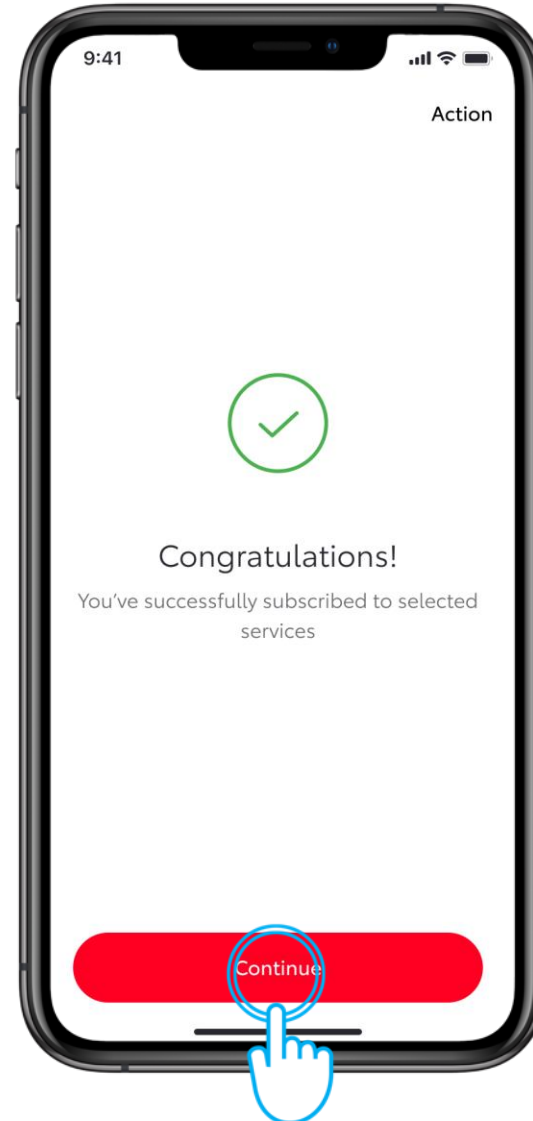 9:41
Action
Congratulations!
You've successfully subscribed to selected
services
Continue